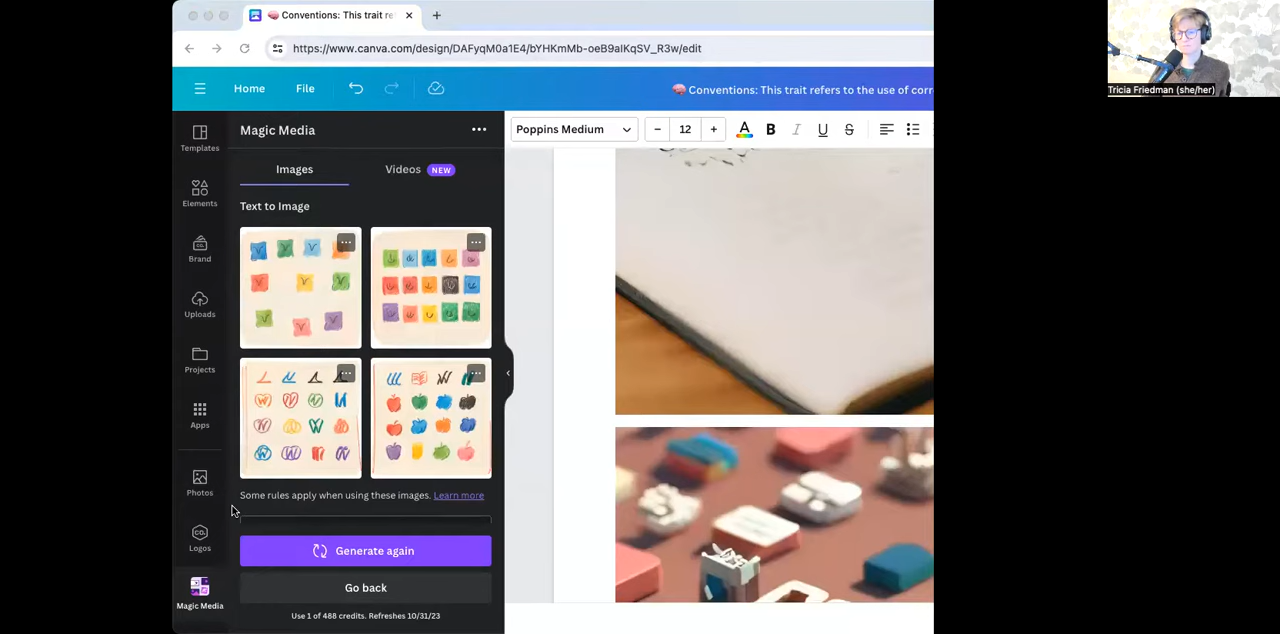 🧠 Conventions: This trait re
https://www.canva.com/design/DAFyqM0a1E4/bYHKmMb-oeB9alKqSV_R3w/edit
Home
File
🧠 Conventions: This trait refers to the use of corr
Templates
Elements
Brand
Uploads
Projects
Apps
Photos
Logos
Magic Media
Magic Media
Images
Videos NEW
Text to Image
Some rules apply when using these images. Learn more
Generate again
Go back
Use 1 of 488 credits. Refreshes 10/31/23
Poppins Medium
12
A B I U S
Tricia Friedman (she/her)